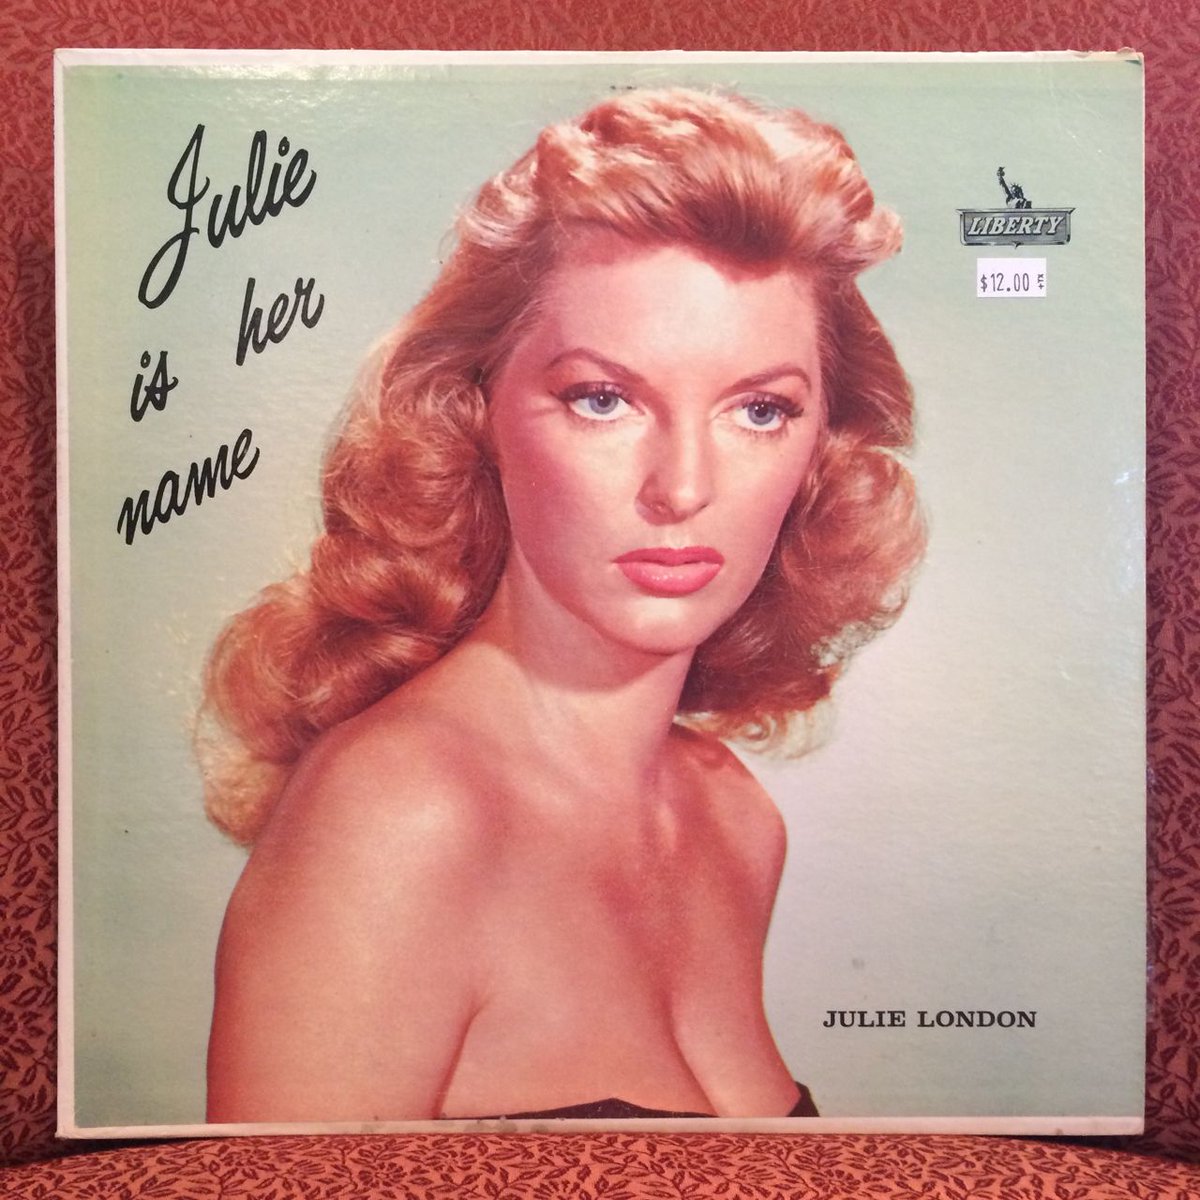 Julie
is her
name
LIBERTY
$12.00
JULIE LONDON